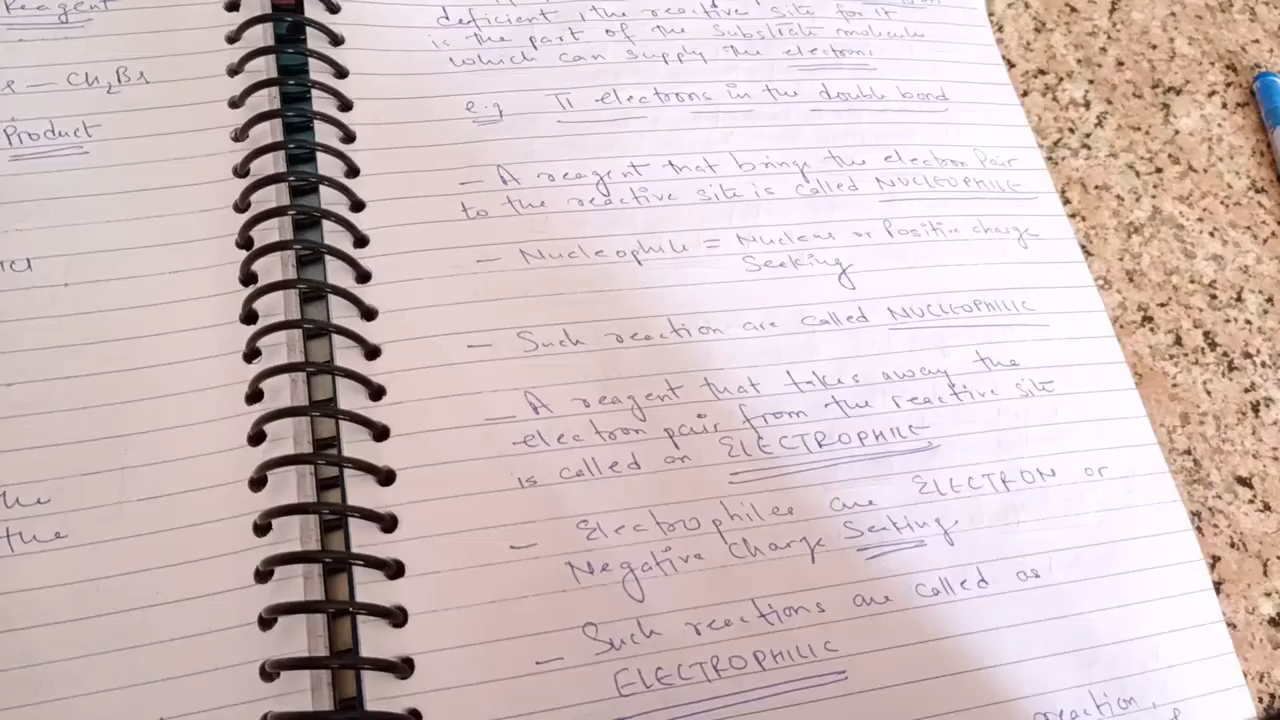 Reagent
— CH₂Br
Product
the
the
deficient, the reactive site for it
is the part of the substrate molecule
which can supply the electrons
e.g π electrons in the double bond
— A reagent that brings the electron pair
to the reactive site is called NUCLEOPHILE
— Nucleophile = Nucleus or Positive charge
Seeking
— Such reaction are called NUCLEOPHILIC
— A reagent that takes away the
electron pair from the reactive site
is called an ELECTROPHILE
— Electrophiles are ELECTRON or
Negative charge Seeking
— Such reactions are called as
ELECTROPHILIC
reaction,